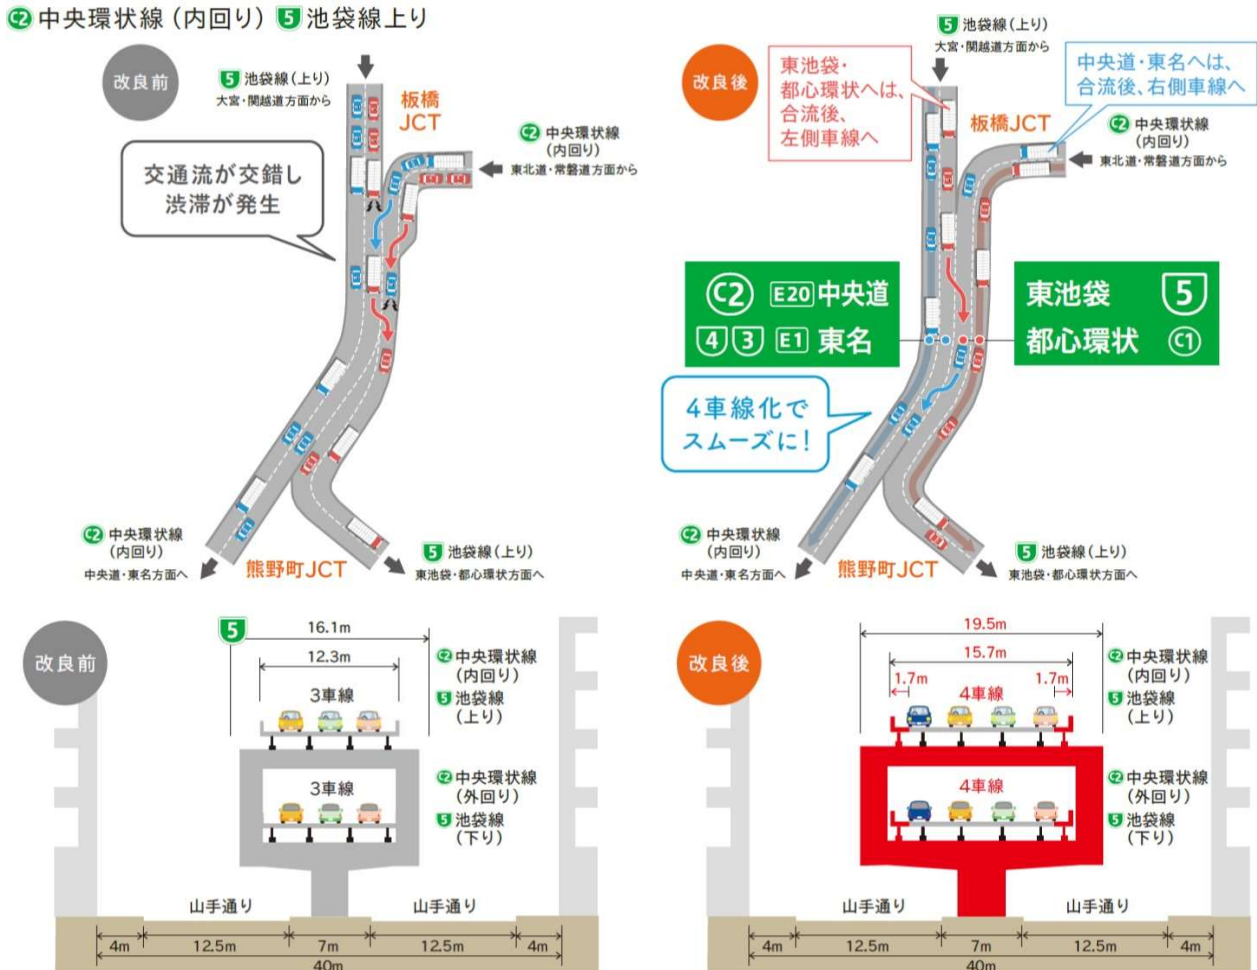 C2 中央環状線(内回り) 5 池袋線上り
改良前
5 池袋線(上り)
大宮・関越道方面から
板橋
JCT
C2 中央環状線
(内回り)
東北道・常磐道方面から
交通流が交錯し
渋滞が発生
C2 中央環状線
(内回り)
中央道・東名方面へ
熊野町JCT
5 池袋線(上り)
東池袋・都心環状方面へ
改良後
5 池袋線(上り)
大宮・関越道方面から
東池袋・
都心環状へは、
合流後、
左側車線へ
中央道・東名へは、
合流後、右側車線へ
板橋JCT
C2 中央環状線
(内回り)
東北道・常磐道方面から
C2 E20 中央道
4 3 E1 東名
東池袋 5
都心環状 C1
4車線化で
スムーズに!
C2 中央環状線
(内回り)
中央道・東名方面へ
熊野町JCT
5 池袋線(上り)
東池袋・都心環状方面へ
改良前
5
16.1m
12.3m
3車線
C2 中央環状線
(内回り)
5 池袋線
(上り)
3車線
C2 中央環状線
(外回り)
5 池袋線
(下り)
山手通り
山手通り
4m 12.5m 7m 12.5m 4m
40m
改良後
19.5m
15.7m
1.7m 1.7m
4車線
C2 中央環状線
(内回り)
5 池袋線
(上り)
4車線
C2 中央環状線
(外回り)
5 池袋線
(下り)
山手通り
山手通り
4m 12.5m 7m 12.5m 4m
40m